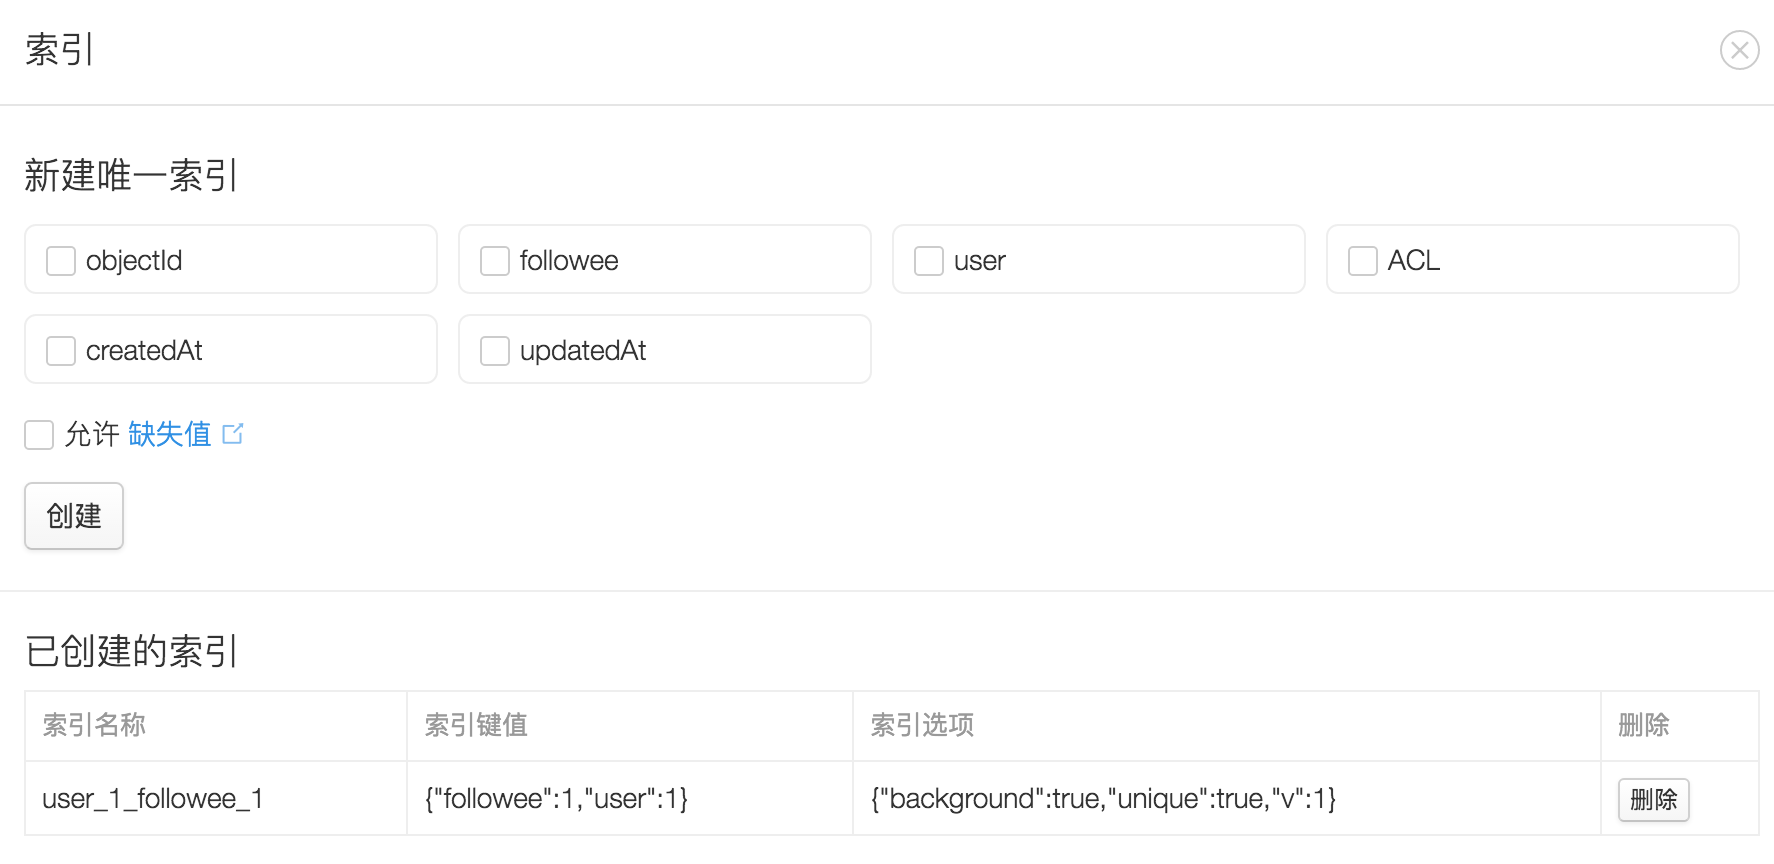 索引
新建唯一索引
objectId followee user ACL
createdAt updatedAt
允许 缺失值
创建
已创建的索引
索引名称 索引键值 索引选项 删除
user_1_followee_1 {"followee":1,"user":1} {"background":true,"unique":true,"v":1} 删除